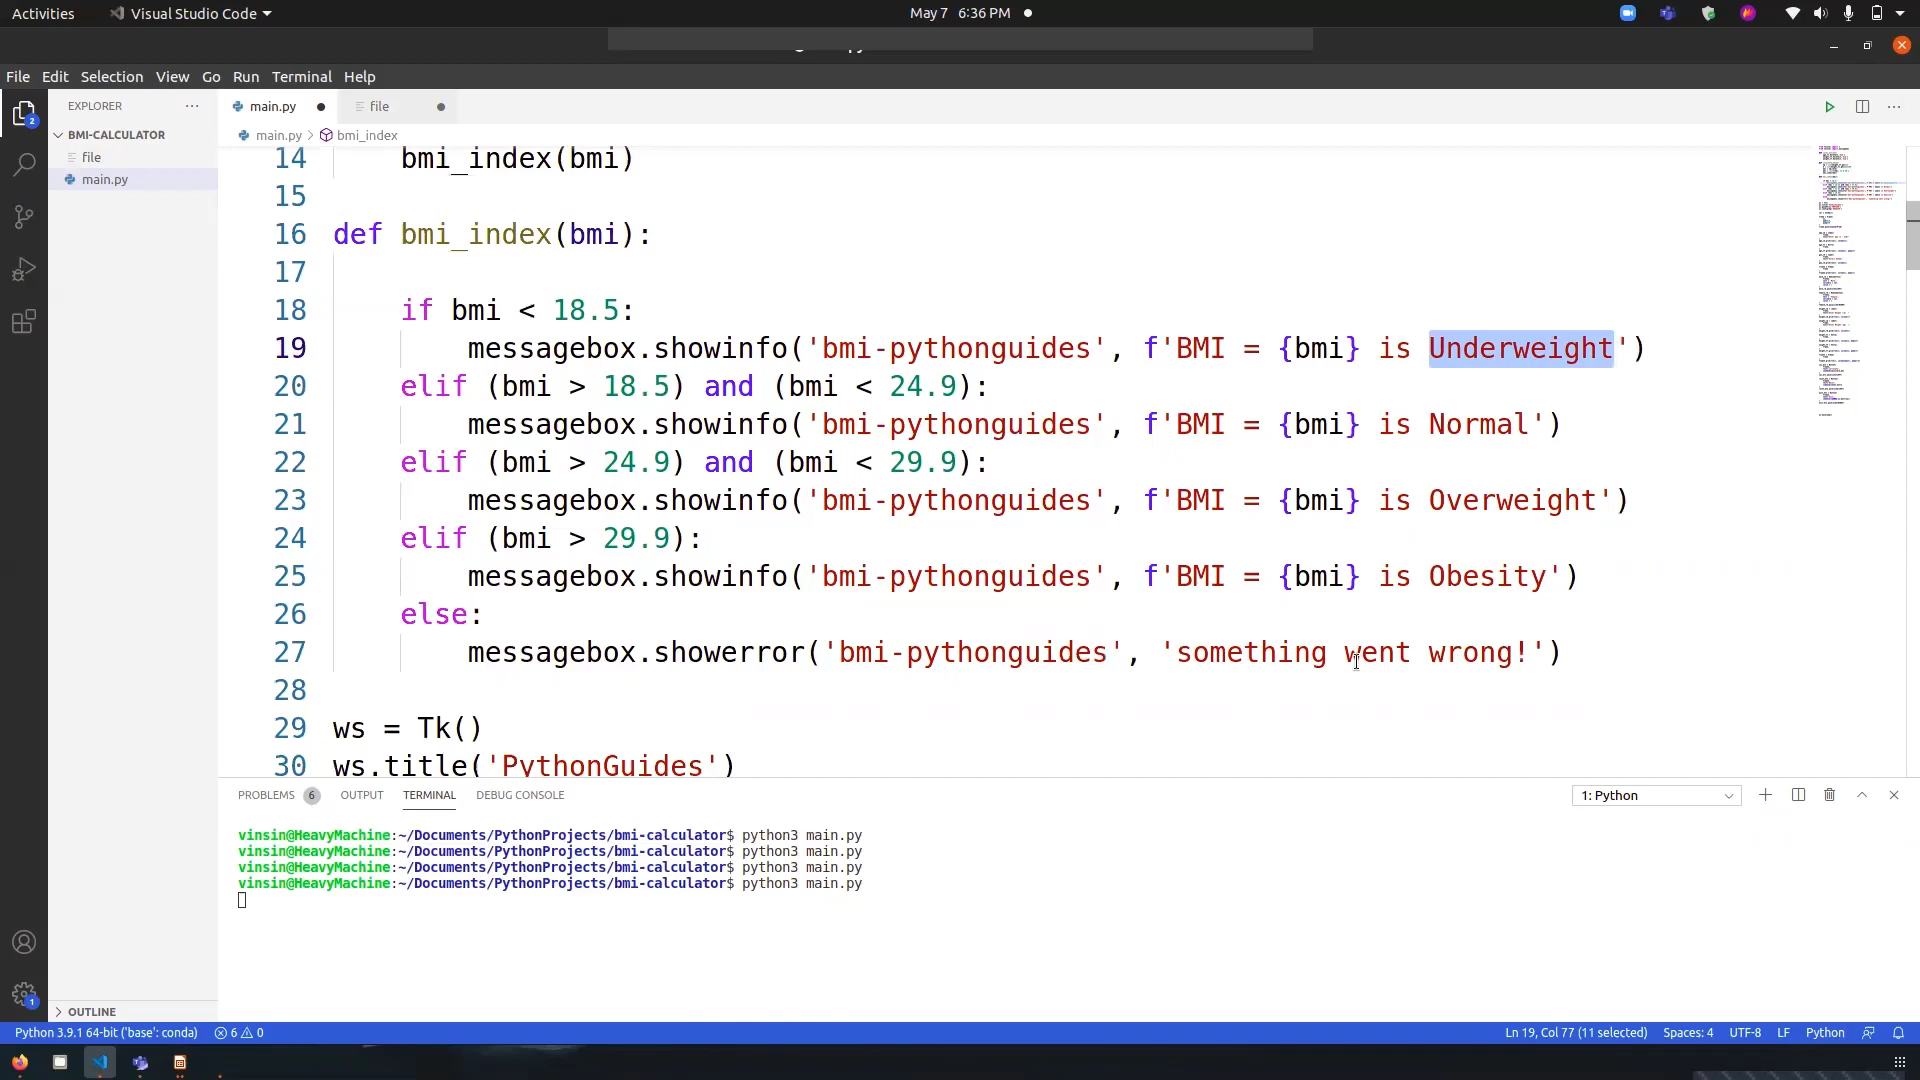 Activities
Visual Studio Code
May 7 6:36 PM
File Edit Selection View Go Run Terminal Help
EXPLORER
BMI-CALCULATOR
file
main.py
main.py
file
main.py > bmi_index
14 bmi_index(bmi)
15
16 def bmi_index(bmi):
17
18 if bmi < 18.5:
19 messagebox.showinfo('bmi-pythonguides', f'BMI = {bmi} is Underweight')
20 elif (bmi > 18.5) and (bmi < 24.9):
21 messagebox.showinfo('bmi-pythonguides', f'BMI = {bmi} is Normal')
22 elif (bmi > 24.9) and (bmi < 29.9):
23 messagebox.showinfo('bmi-pythonguides', f'BMI = {bmi} is Overweight')
24 elif (bmi > 29.9):
25 messagebox.showinfo('bmi-pythonguides', f'BMI = {bmi} is Obesity')
26 else:
27 messagebox.showerror('bmi-pythonguides', 'something went wrong!')
28
29 ws = Tk()
30 ws.title('PythonGuides')
PROBLEMS 6 OUTPUT TERMINAL DEBUG CONSOLE
1: Python
vinsin@HeavyMachine:~/Documents/PythonProjects/bmi-calculator$ python3 main.py
vinsin@HeavyMachine:~/Documents/PythonProjects/bmi-calculator$ python3 main.py
vinsin@HeavyMachine:~/Documents/PythonProjects/bmi-calculator$ python3 main.py
vinsin@HeavyMachine:~/Documents/PythonProjects/bmi-calculator$ python3 main.py
2
1
OUTLINE
Python 3.9.1 64-bit ('base': conda) 6 0
Ln 19, Col 77 (11 selected) Spaces: 4 UTF-8 LF Python